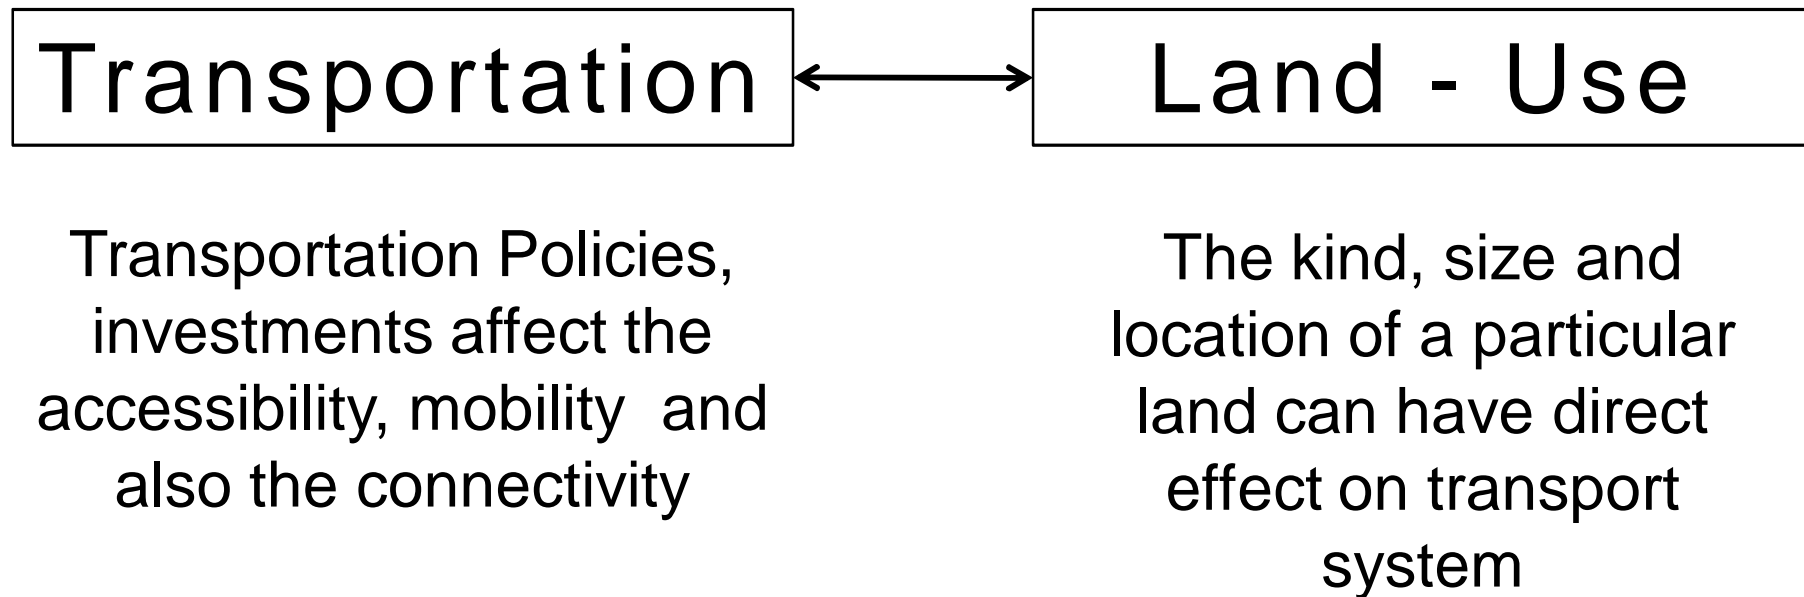 Transportation
Land - Use
Transportation Policies,
investments affect the
accessibility, mobility and
also the connectivity
The kind, size and
location of a particular
land can have direct
effect on transport
system